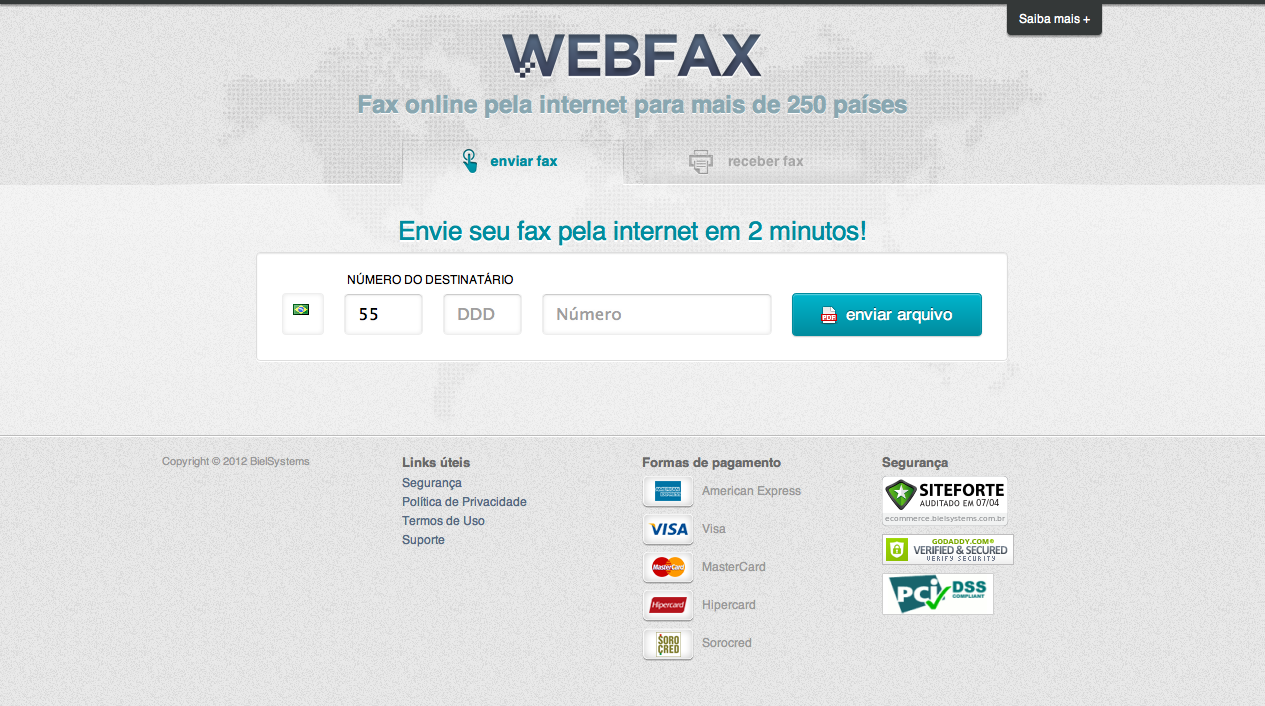 Saiba mais +
WEBFAX
Fax online pela internet para mais de 250 países
enviar fax
receber fax
Envie seu fax pela internet em 2 minutos!
NÚMERO DO DESTINATÁRIO
55
DDD
Número
PDF
enviar arquivo
Copyright © 2012 BielSystems
Links úteis
Segurança
Política de Privacidade
Termos de Uso
Suporte
Formas de pagamento
AMERICAN EXPRESS
American Express
VISA
Visa
MasterCard
MasterCard
Hipercard
Hipercard
SORO
CRED
Sorocred
Segurança
SITEFORTE
AUDITADO EM 07/04
ecommerce.bielsystems.com.br
GODADDY.COM®
VERIFIED & SECURED
VERIFY SECURITY
PCI DSS
COMPLIANT